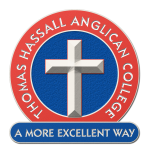 THOMAS HASSALL ANGLICAN COLLEGE
A MORE EXCELLENT WAY